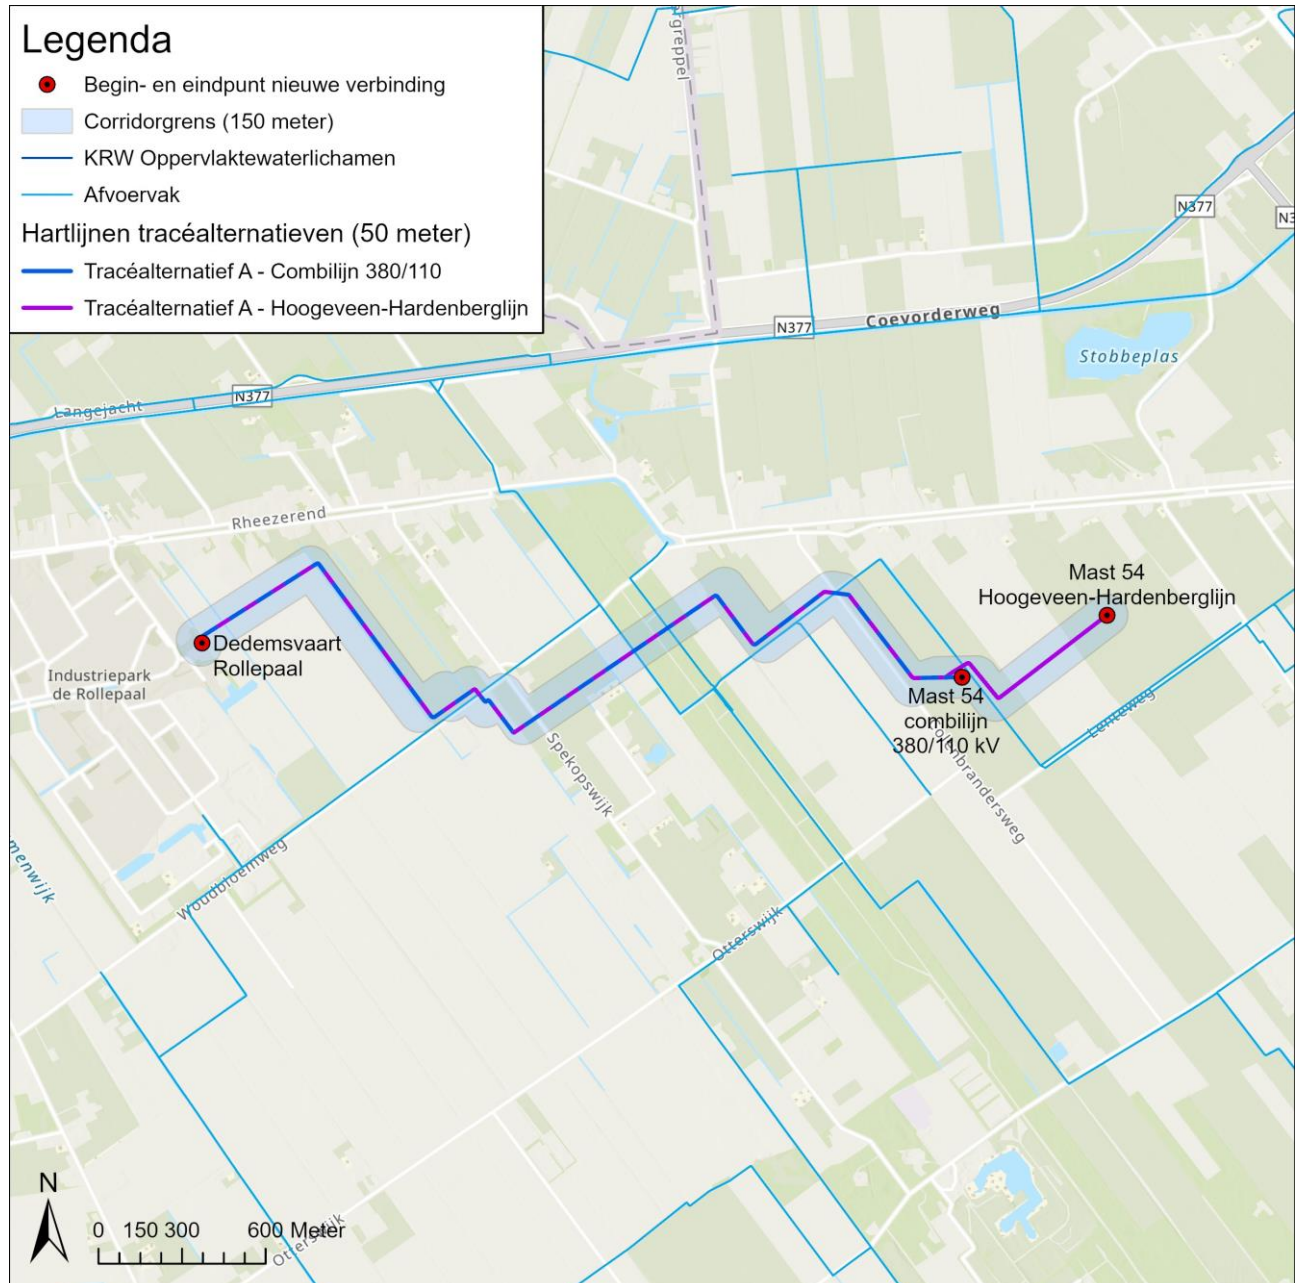 Legenda
Begin- en eindpunt nieuwe verbinding
Corridorgrens (150 meter)
KRW Oppervlaktewaterlichamen
Afvoervak
Hartlijnen tracéalternatieven (50 meter)
Tracéalternatief A - Combilijn 380/110
Tracéalternatief A - Hoogeveen-Hardenberglijn
N377
N377
Coevorderweg
Stobbeplas
N377
Langejacht
Rheezerend
Mast 54
Hoogeveen-Hardenberglijn
Dedemsvaart
Rollepaal
Industriepark
de Rollepaal
Mast 54
combilijn
380/110 kV
Lenteweg
Spekopswijk
Woudbloemweg
Otterswijk
N
0 150 300 600 Meter
Otterswijk